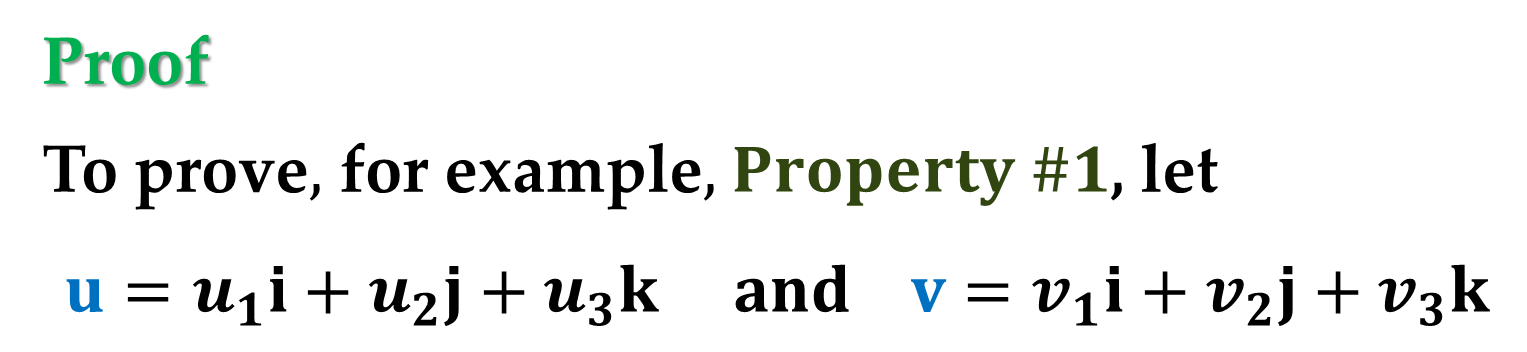 Proof
To prove, for example, Property #1, let
u = u₁i + u₂j + u₃k and v = v₁i + v₂j + v₃k